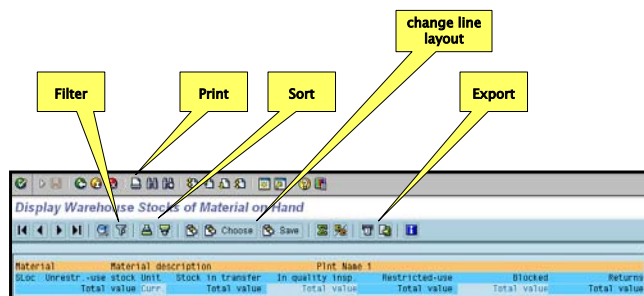 change line
layout
Filter
Print
Sort
Export
Display Warehouse Stocks of Material on Hand
Choose Save
Material Material description Plnt Name 1
SLoc Unrestr.-use stock Unit Stock in transfer In quality insp. Restricted-use Blocked Returns
Total value Curr. Total value Total value Total value Total value Total value